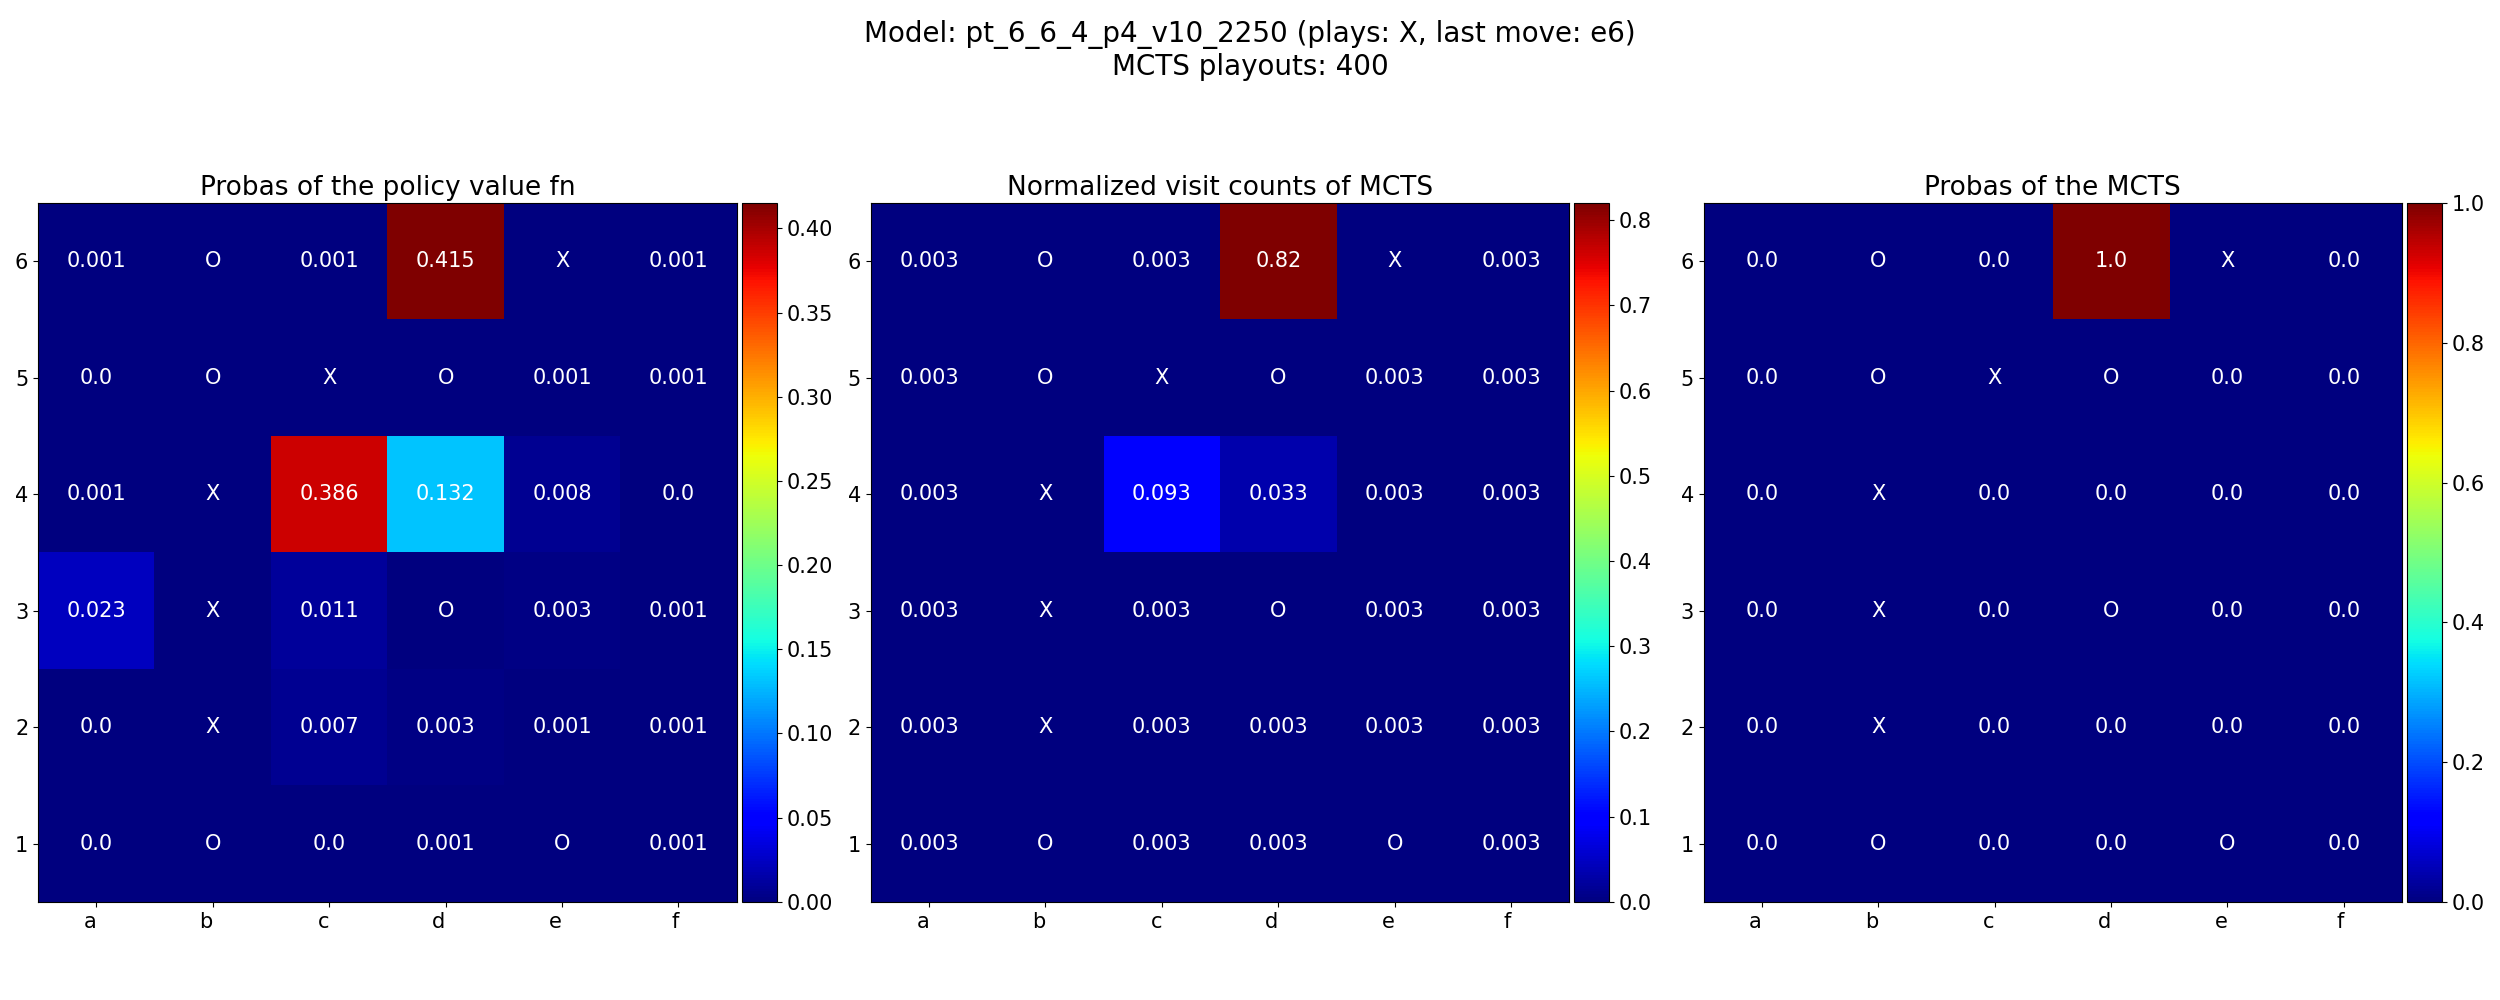 Model: pt_6_6_4_p4_v10_2250 (plays: X, last move: e6)
MCTS playouts: 400
Probas of the policy value fn
6 0.001 O 0.001 0.415 X 0.001
5 0.0 O X O 0.001 0.001
4 0.001 X 0.386 0.132 0.008 0.0
3 0.023 X 0.011 O 0.003 0.001
2 0.0 X 0.007 0.003 0.001 0.001
1 0.0 O 0.0 0.001 O 0.001
a b c d e f
0.40
0.35
0.30
0.25
0.20
0.15
0.10
0.05
0.00
Normalized visit counts of MCTS
6 0.003 O 0.003 0.82 X 0.003
5 0.003 O X O 0.003 0.003
4 0.003 X 0.093 0.033 0.003 0.003
3 0.003 X 0.003 O 0.003 0.003
2 0.003 X 0.003 0.003 0.003 0.003
1 0.003 O 0.003 0.003 O 0.003
a b c d e f
0.8
0.7
0.6
0.5
0.4
0.3
0.2
0.1
0.0
Probas of the MCTS
6 0.0 O 0.0 1.0 X 0.0
5 0.0 O X O 0.0 0.0
4 0.0 X 0.0 0.0 0.0 0.0
3 0.0 X 0.0 O 0.0 0.0
2 0.0 X 0.0 0.0 0.0 0.0
1 0.0 O 0.0 0.0 O 0.0
a b c d e f
1.0
0.8
0.6
0.4
0.2
0.0